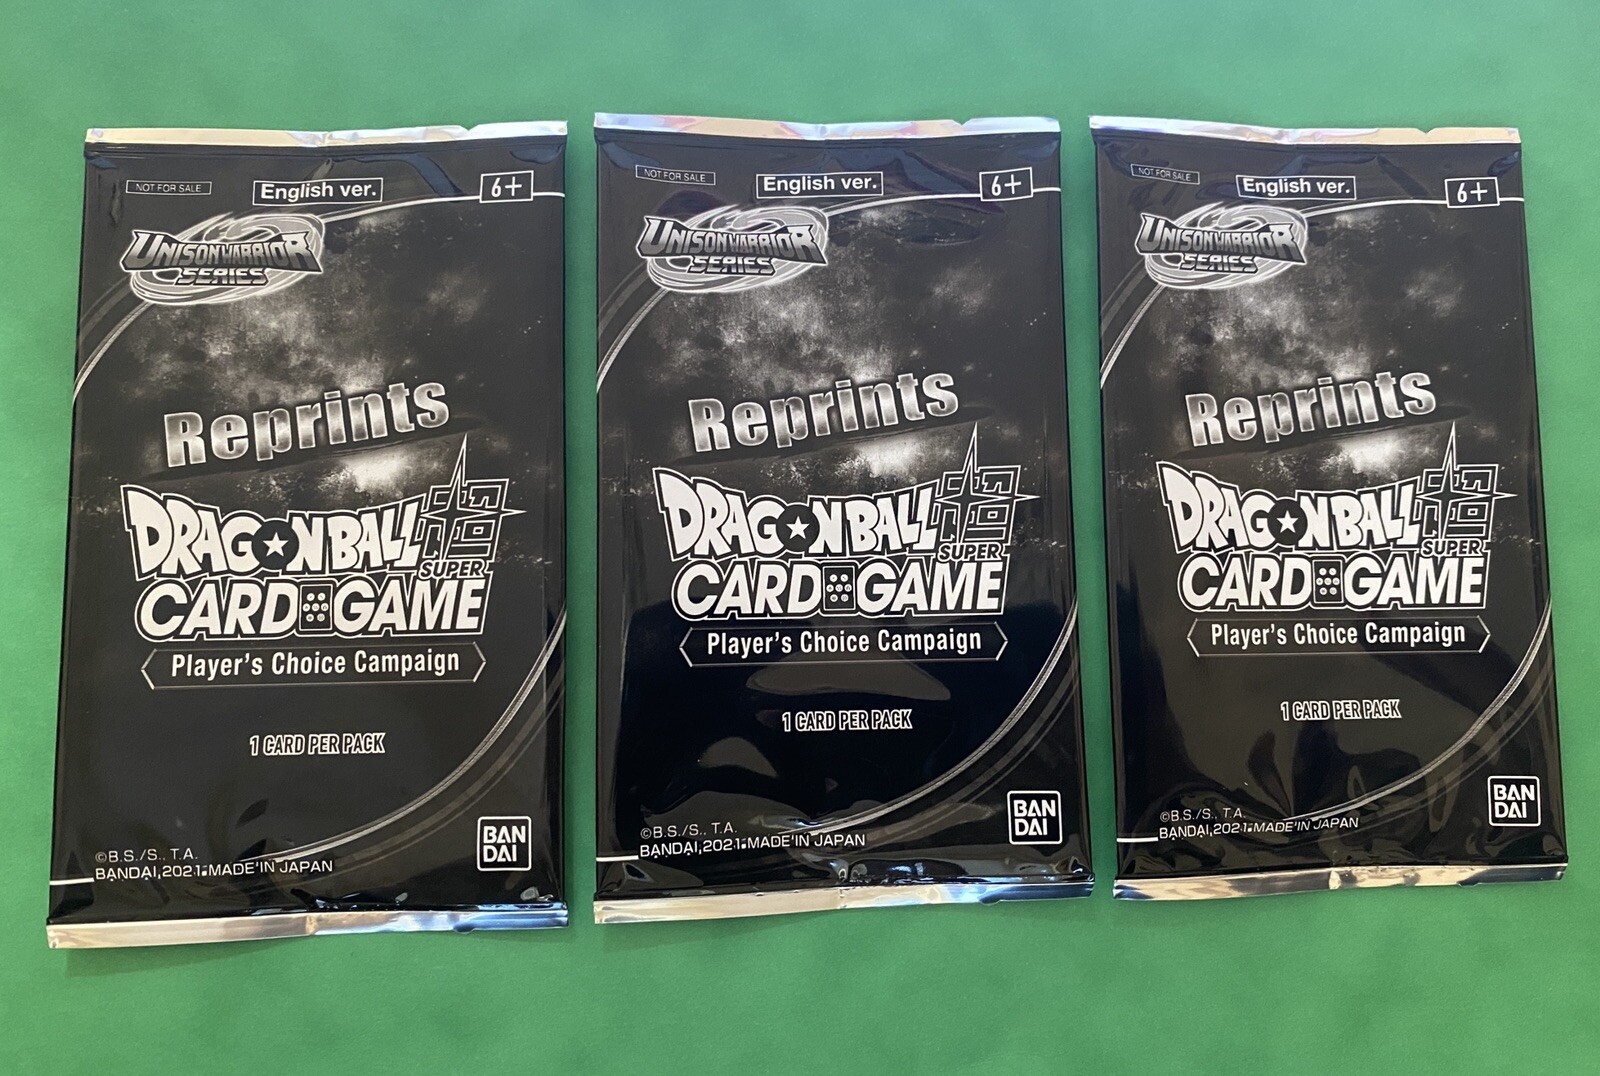 NOT FOR SALE
English ver.
6+
UNISON WARRIOR
SERIES
Reprints
DRAGON BALL
SUPER
CARD GAME
Player's Choice Campaign
1 CARD PER PACK
©B.S./S., T.A.
BANDAI,2021.MADE IN JAPAN
BAN
DAI
NOT FOR SALE
English ver.
6+
UNISON WARRIOR
SERIES
Reprints
DRAGON BALL
SUPER
CARD GAME
Player's Choice Campaign
1 CARD PER PACK
©B.S./S., T.A.
BANDAI,2021.MADE IN JAPAN
BAN
DAI
NOT FOR SALE
English ver.
6+
UNISON WARRIOR
SERIES
Reprints
DRAGON BALL
SUPER
CARD GAME
Player's Choice Campaign
1 CARD PER PACK
©B.S./S., T.A.
BANDAI,2021.MADE IN JAPAN
BAN
DAI